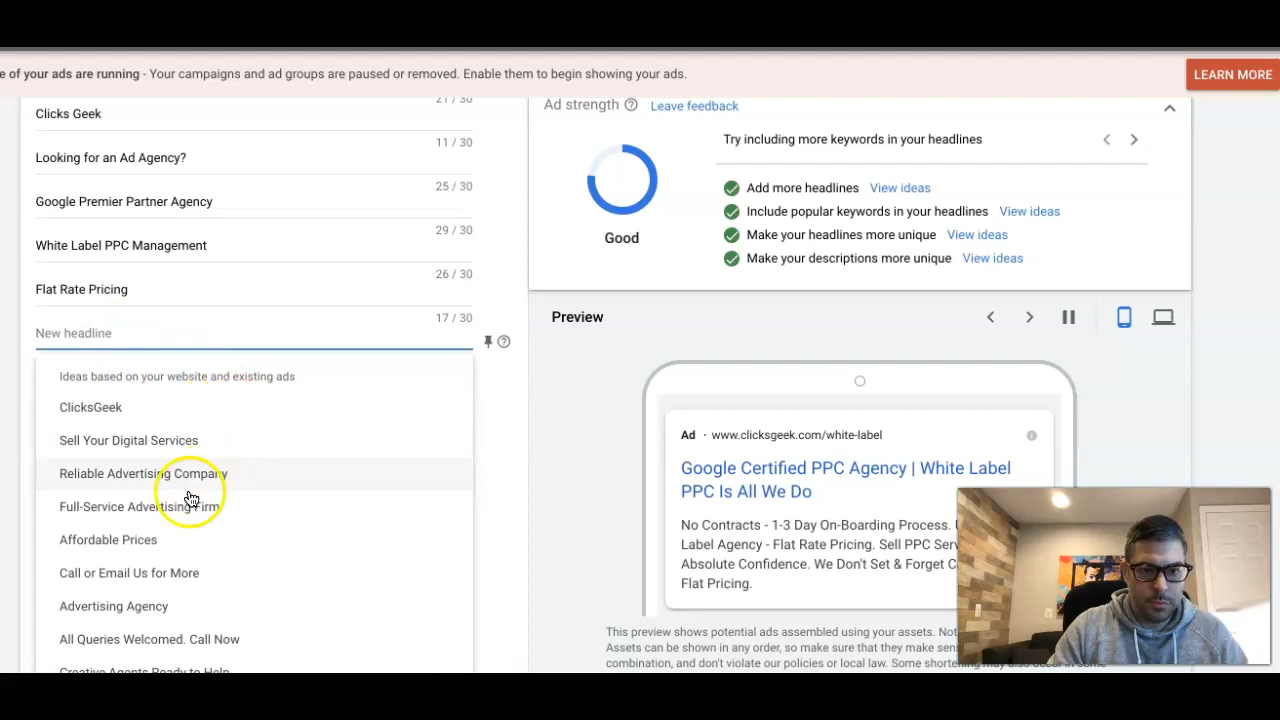 e of your ads are running - Your campaigns and ad groups are paused or removed. Enable them to begin showing your ads.
LEARN MORE
21 / 30
Clicks Geek
11 / 30
Looking for an Ad Agency?
25 / 30
Google Premier Partner Agency
29 / 30
White Label PPC Management
26 / 30
Flat Rate Pricing
17 / 30
New headline
Ideas based on your website and existing ads
ClicksGeek
Sell Your Digital Services
Reliable Advertising Company
Full-Service Advertising Firm
Affordable Prices
Call or Email Us for More
Advertising Agency
All Queries Welcomed. Call Now
Creative Agents Ready to Help
Ad strength
Leave feedback
Good
Try including more keywords in your headlines
Add more headlines View ideas
Include popular keywords in your headlines View ideas
Make your headlines more unique View ideas
Make your descriptions more unique View ideas
Preview
Ad · www.clicksgeek.com/white-label
Google Certified PPC Agency | White Label
PPC Is All We Do
No Contracts - 1-3 Day On-Boarding Process.
Label Agency - Flat Rate Pricing. Sell PPC Serv
Absolute Confidence. We Don't Set & Forget C
Flat Pricing.
This preview shows potential ads assembled using your assets. Not
Assets can be shown in any order, so make sure that they make sen
combination, and don't violate our policies or local law. Some shortening may also occur in some